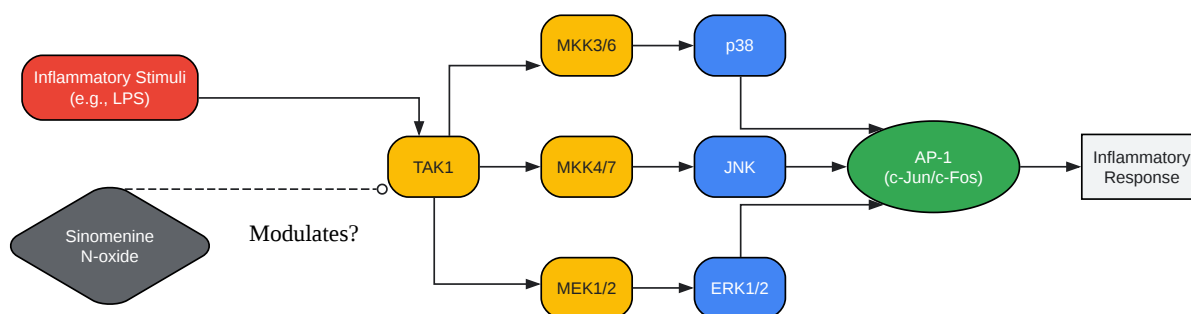 Inflammatory Stimuli
(e.g., LPS)
Sinomenine
N-oxide
Modulates?
TAK1
MKK3/6
MKK4/7
MEK1/2
p38
JNK
ERK1/2
AP-1
(c-Jun/c-Fos)
Inflammatory
Response